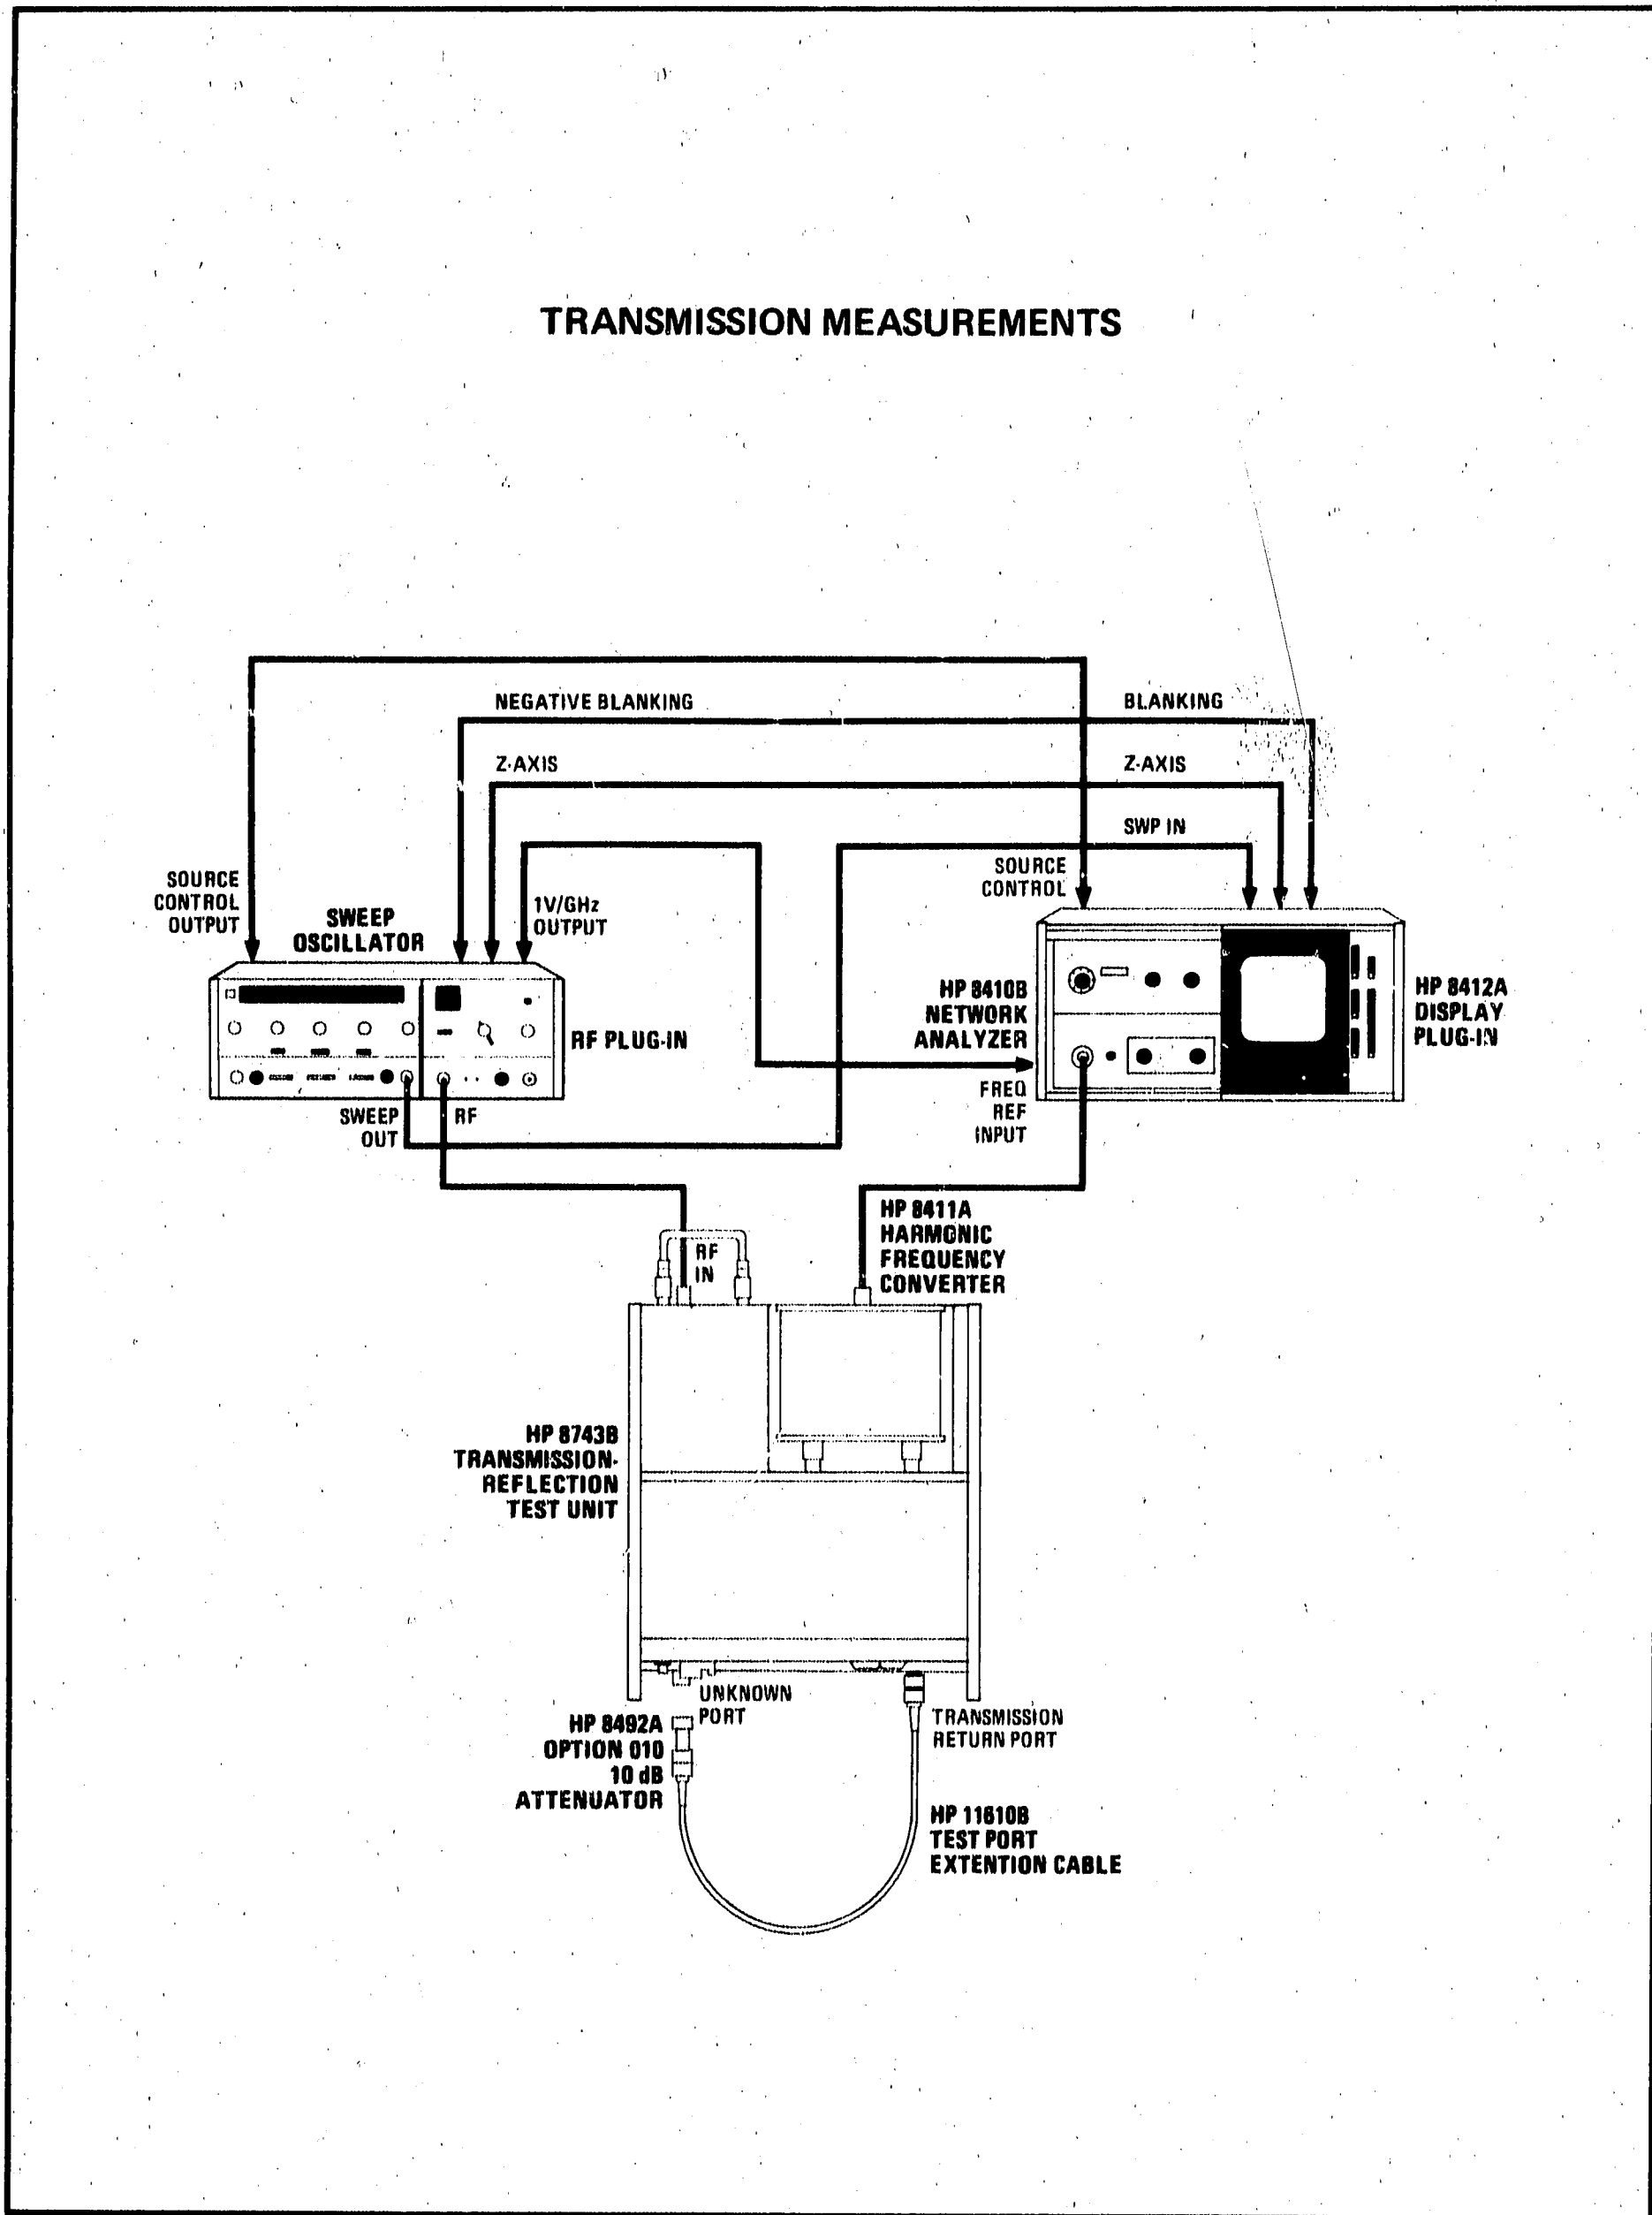 TRANSMISSION MEASUREMENTS
NEGATIVE BLANKING
BLANKING
Z-AXIS
Z-AXIS
SWP IN
SOURCE
CONTROL
OUTPUT
SWEEP
OSCILLATOR
1V/GHz
OUTPUT
SOURCE
CONTROL
HP 8410B
NETWORK
ANALYZER
HP 8412A
DISPLAY
PLUG-IN
RF PLUG-IN
FREQ
REF
INPUT
SWEEP
OUT
RF
HP 8411A
HARMONIC
FREQUENCY
CONVERTER
RF
IN
HP 8743B
TRANSMISSION-
REFLECTION
TEST UNIT
UNKNOWN
PORT
TRANSMISSION
RETURN PORT
HP 8492A
OPTION 010
10 dB
ATTENUATOR
HP 11610B
TEST PORT
EXTENTION CABLE